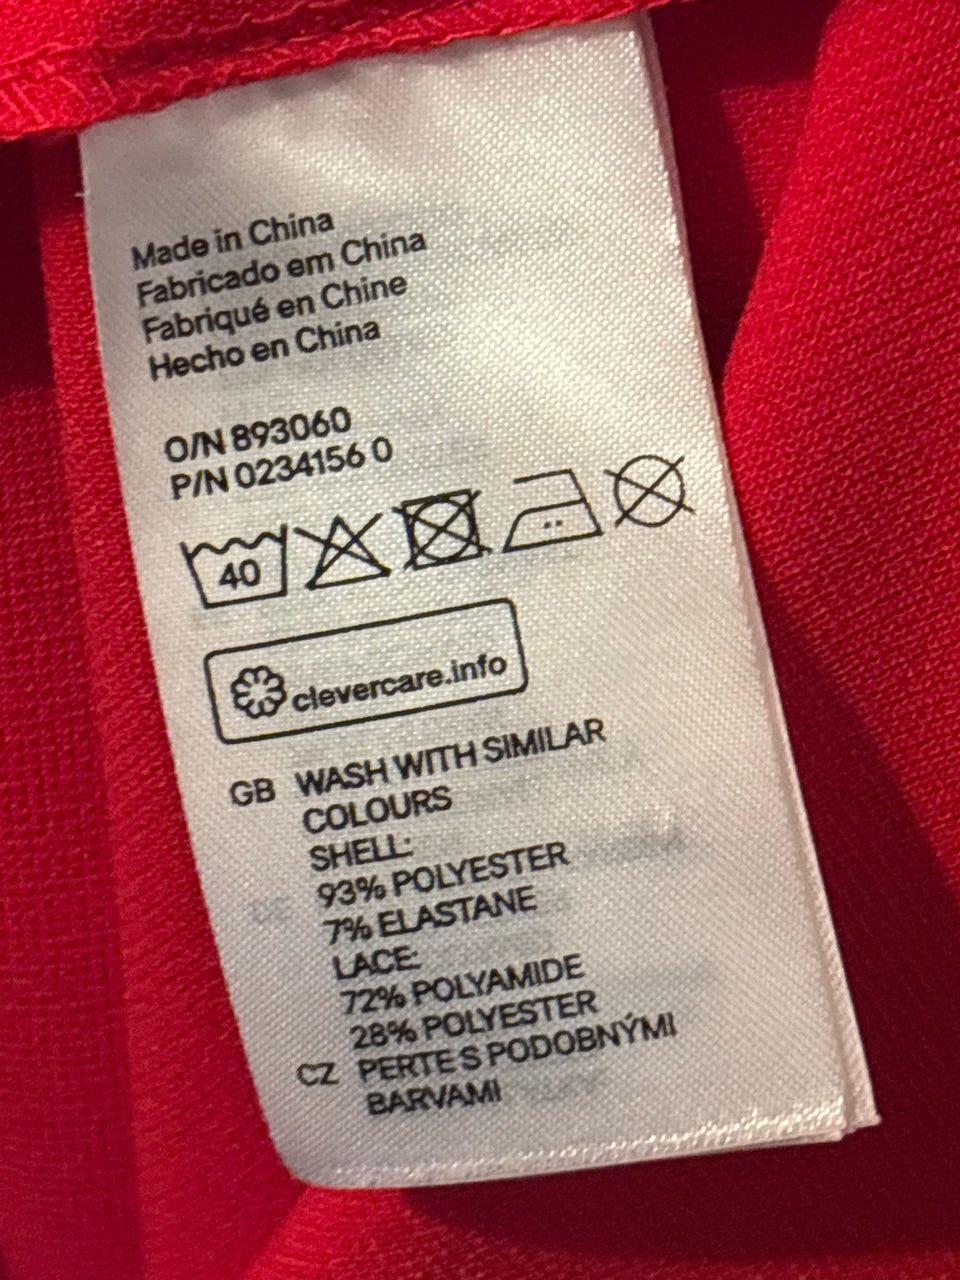 Made in China
Fabricado em China
Fabriqué en Chine
Hecho en China
O/N 893060
P/N 0234156 0
40
clevercare.info
GB WASH WITH SIMILAR
COLOURS
SHELL:
93% POLYESTER
7% ELASTANE
LACE:
72% POLYAMIDE
28% POLYESTER
CZ PERTE S PODOBNÝMI
BARVAMI